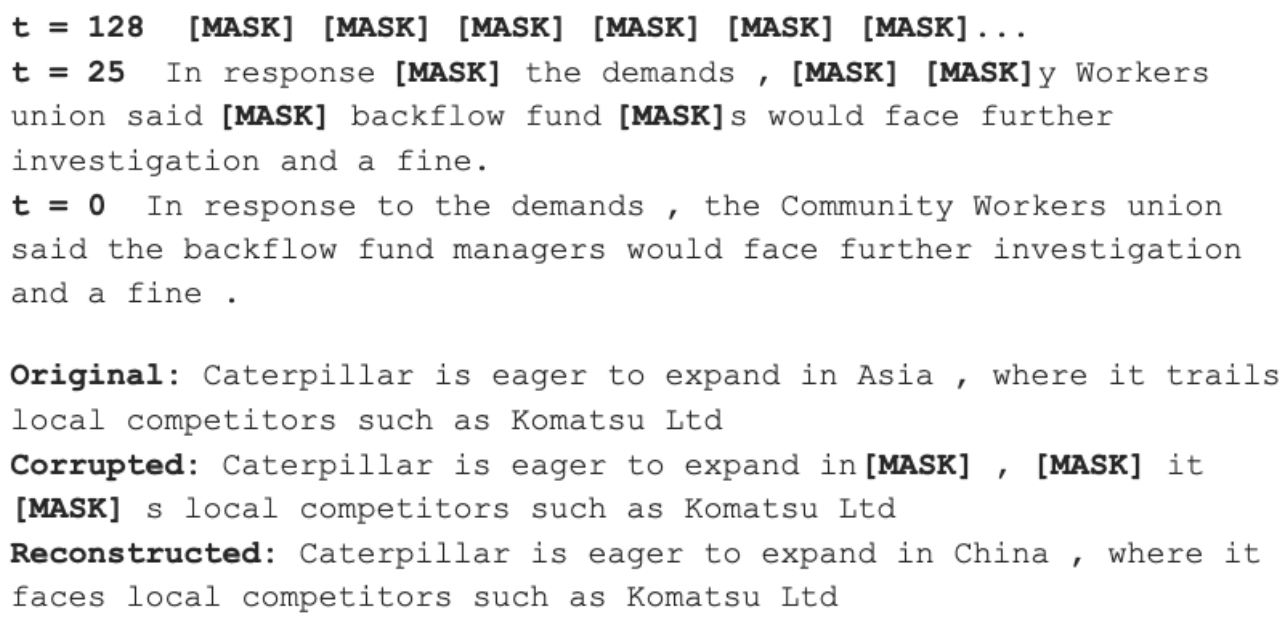 t = 128 [MASK] [MASK] [MASK] [MASK] [MASK] [MASK]...
t = 25 In response [MASK] the demands , [MASK] [MASK]y Workers
union said [MASK] backflow fund [MASK]s would face further
investigation and a fine.
t = 0 In response to the demands , the Community Workers union
said the backflow fund managers would face further investigation
and a fine .
Original: Caterpillar is eager to expand in Asia , where it trails
local competitors such as Komatsu Ltd
Corrupted: Caterpillar is eager to expand in[MASK] , [MASK] it
[MASK] s local competitors such as Komatsu Ltd
Reconstructed: Caterpillar is eager to expand in China , where it
faces local competitors such as Komatsu Ltd